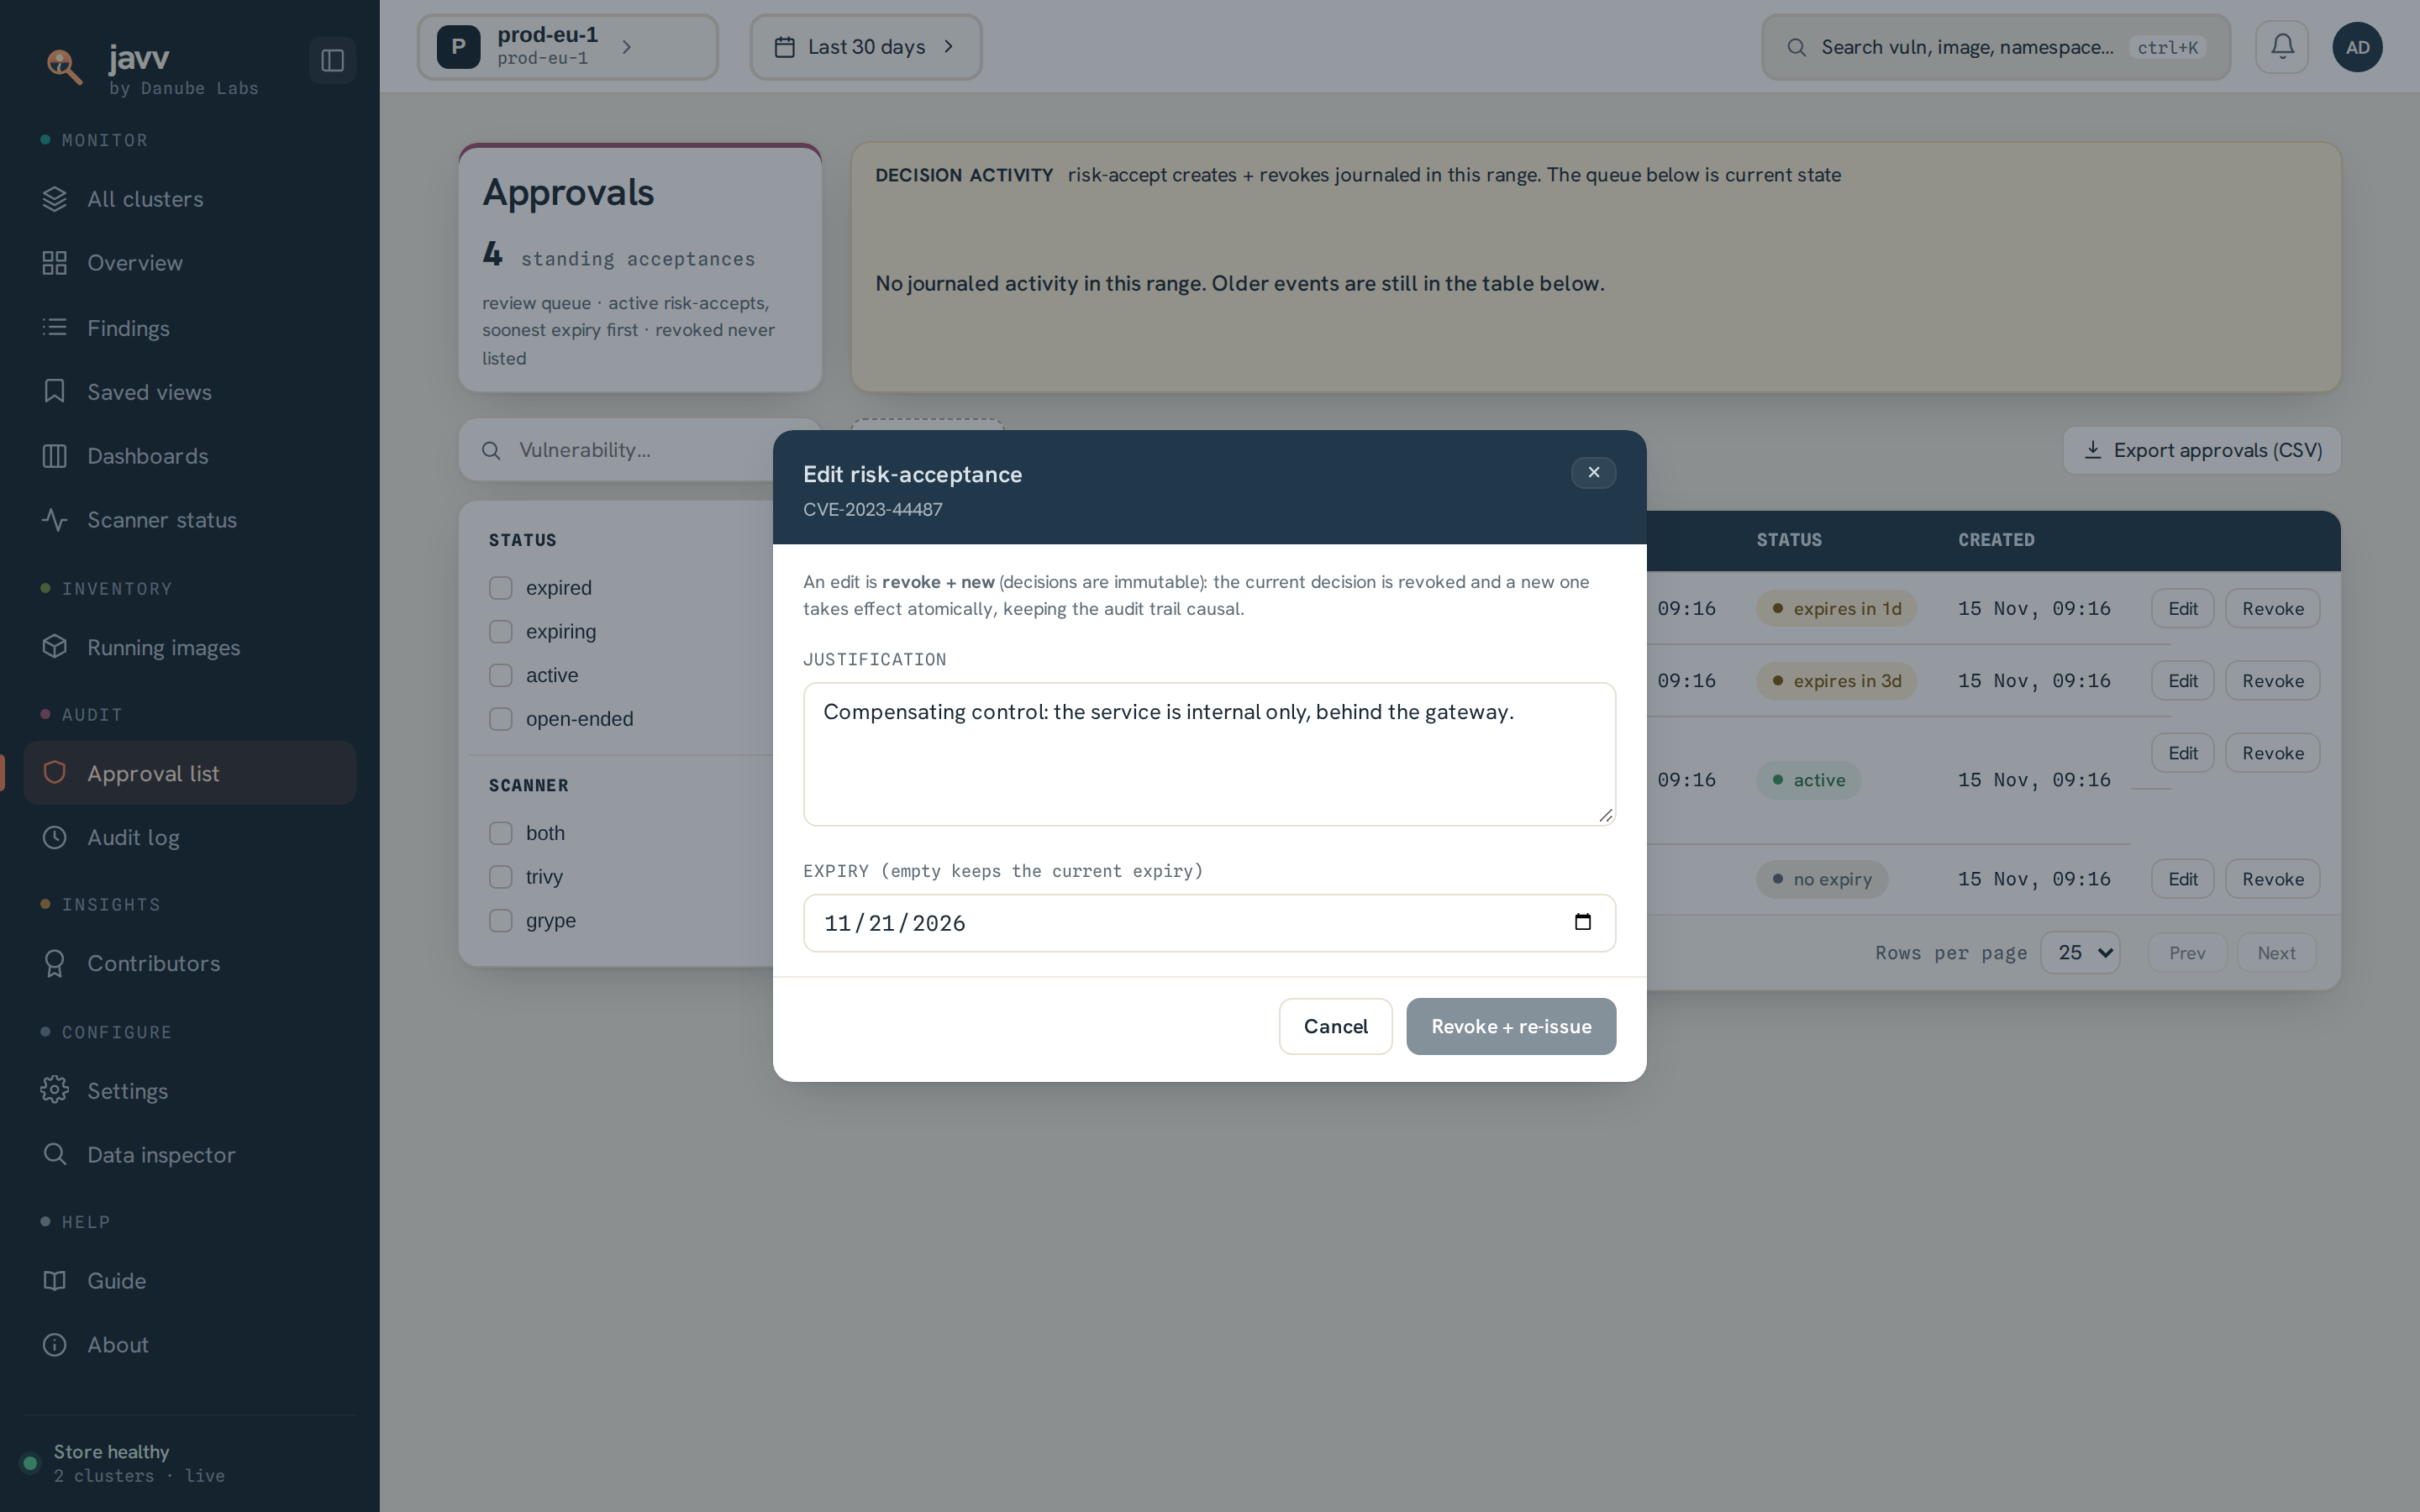 javv
by Danube Labs
MONITOR
All clusters
Overview
Findings
Saved views
Dashboards
Scanner status
INVENTORY
Running images
AUDIT
Approval list
Audit log
INSIGHTS
Contributors
CONFIGURE
Settings
Data inspector
HELP
Guide
About
Store healthy
2 clusters · live
P
prod-eu-1
prod-eu-1
Last 30 days
Search vuln, image, namespace...
ctrl+K
AD
Approvals
4 standing acceptances
review queue · active risk-accepts,
soonest expiry first · revoked never
listed
DECISION ACTIVITY risk-accept creates + revokes journaled in this range. The queue below is current state
No journaled activity in this range. Older events are still in the table below.
Vulnerability...
Export approvals (CSV)
STATUS
expired
expiring
active
open-ended
SCANNER
both
trivy
grype
STATUS CREATED
09:16 expires in 1d 15 Nov, 09:16 Edit Revoke
09:16 expires in 3d 15 Nov, 09:16 Edit Revoke
09:16 active 15 Nov, 09:16 Edit Revoke
no expiry 15 Nov, 09:16 Edit Revoke
Rows per page 25 Prev Next
Edit risk-acceptance
CVE-2023-44487
An edit is revoke + new (decisions are immutable): the current decision is revoked and a new one
takes effect atomically, keeping the audit trail causal.
JUSTIFICATION
Compensating control: the service is internal only, behind the gateway.
EXPIRY (empty keeps the current expiry)
11/21/2026
Cancel
Revoke + re-issue